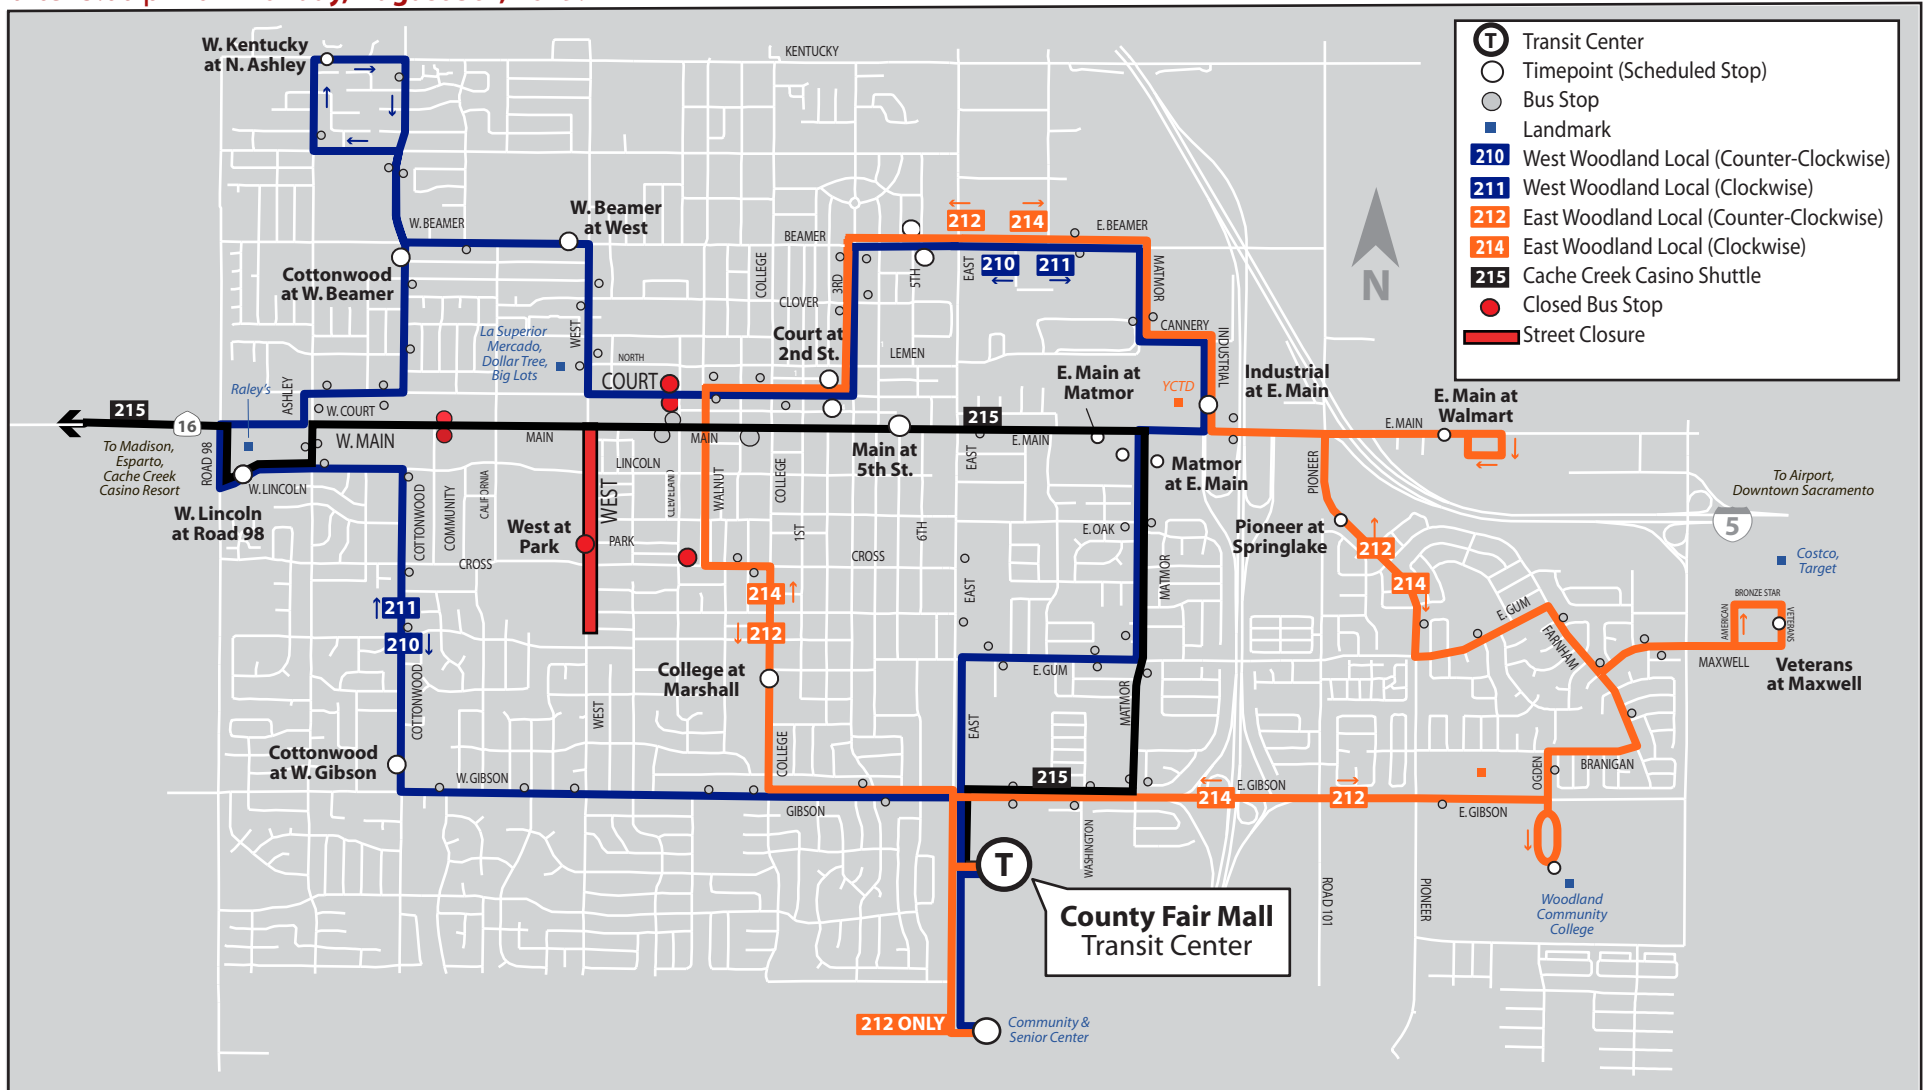 W. Kentucky
at N. Ashley
KENTUCKY
T
Transit Center
Timepoint (Scheduled Stop)
Bus Stop
Landmark
210
West Woodland Local (Counter-Clockwise)
211
West Woodland Local (Clockwise)
212
East Woodland Local (Counter-Clockwise)
214
East Woodland Local (Clockwise)
215
Cache Creek Casino Shuttle
Closed Bus Stop
Street Closure
N
W. BEAMER
W. Beamer
at West
BEAMER
212
214
E. BEAMER
Cottonwood
at W. Beamer
COLLEGE
3RD
5TH
EAST
210
211
MATMOR
CLOVER
La Superior
Mercado,
Dollar Tree,
Big Lots
WEST
NORTH
COURT
Court at
2nd St.
LEMEN
CANNERY
INDUSTRIAL
E. Main at
Matmor
YCTD
Industrial
at E. Main
E. Main at
Walmart
Raley's
ASHLEY
W. COURT
215
16
W. MAIN
MAIN
MAIN
215
E. MAIN
E. MAIN
To Madison,
Esparto,
Cache Creek
Casino Resort
ROAD 98
W. LINCOLN
W. Lincoln
at Road 98
COTTONWOOD
COMMUNITY
CALIFORNIA
LINCOLN
WEST
CLEVELAND
WALNUT
COLLEGE
Main at
5th St.
EAST
Matmor
at E. Main
PIONEER
To Airport,
Downtown Sacramento
5
West at
Park
PARK
CROSS
1ST
CROSS
6TH
E. OAK
MATMOR
Pioneer at
Springlake
212
214
Costco,
Target
211
210
214
212
EAST
E. GUM
FARNHAM
BRONZE STAR
AMERICAN
VETERANS
MAXWELL
Veterans
at Maxwell
College at
Marshall
E. GUM
COTTONWOOD
WEST
COLLEGE
EAST
MATMOR
Cottonwood
at W. Gibson
W. GIBSON
GIBSON
215
214
E. GIBSON
212
OGDEN
BRANIGAN
E. GIBSON
WASHINGTON
T
County Fair Mall
Transit Center
ROAD 101
PIONEER
Woodland
Community
College
212 ONLY
Community &
Senior Center